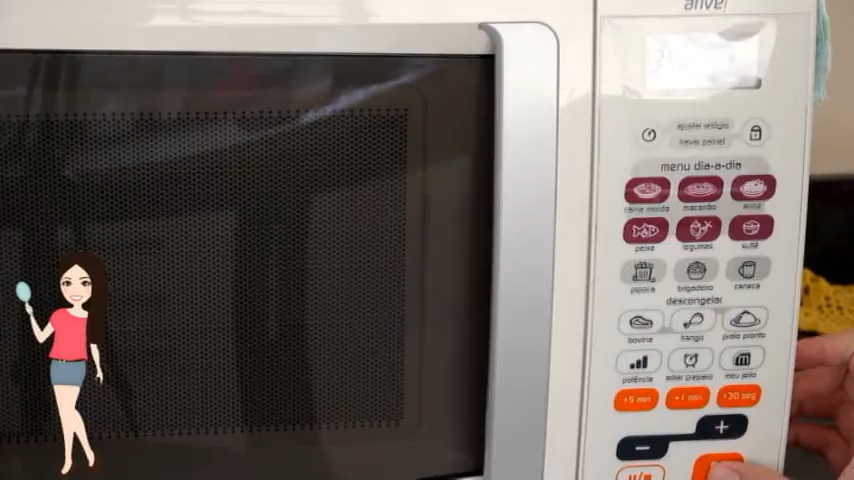 ajustar relógio
travar painel
menu dia-a-dia
carne moída macarrão arroz
peixe legumes suflê
pipoca brigadeiro caneca
descongelar
bovina frango prato pronto
potência adiar preparo meu jeito
+5 min +1 min +30 seg
+
−